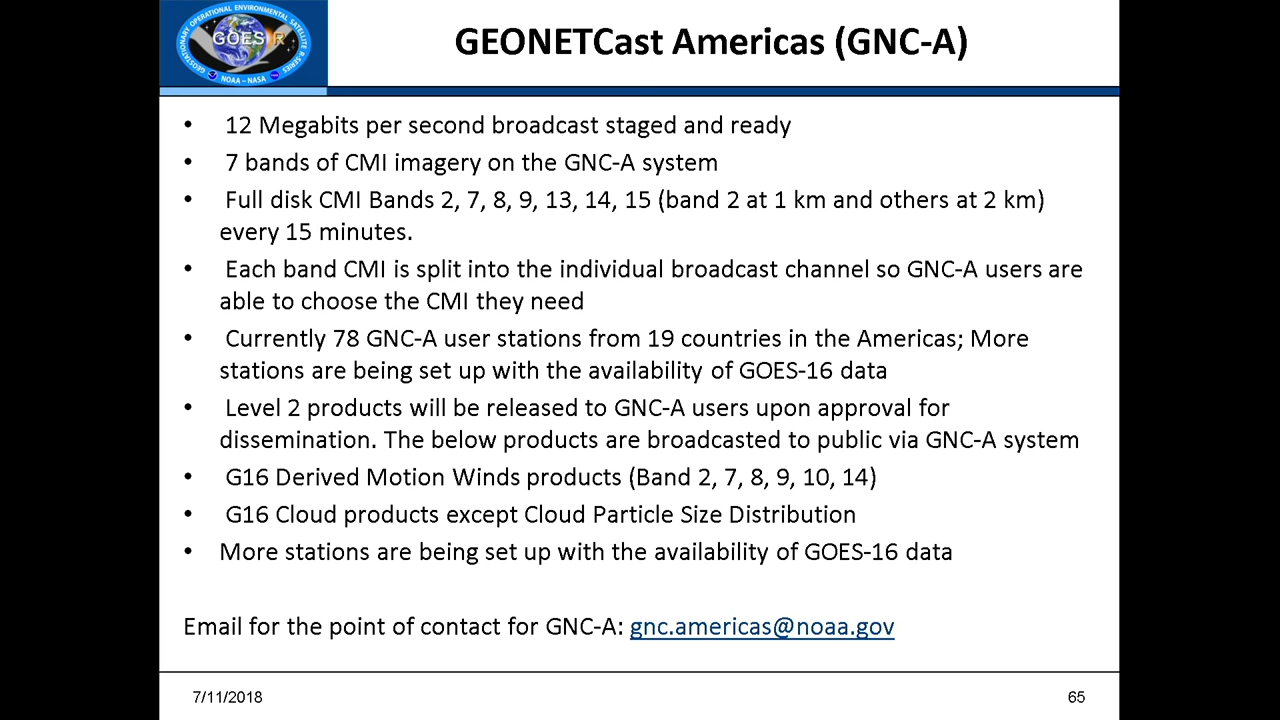 GEOSTATIONARY OPERATIONAL ENVIRONMENTAL SATELLITE R-SERIES
GOES R
NOAA – NASA
GEONETCast Americas (GNC-A)
• 12 Megabits per second broadcast staged and ready
• 7 bands of CMI imagery on the GNC-A system
• Full disk CMI Bands 2, 7, 8, 9, 13, 14, 15 (band 2 at 1 km and others at 2 km)
every 15 minutes.
• Each band CMI is split into the individual broadcast channel so GNC-A users are
able to choose the CMI they need
• Currently 78 GNC-A user stations from 19 countries in the Americas; More
stations are being set up with the availability of GOES-16 data
• Level 2 products will be released to GNC-A users upon approval for
dissemination. The below products are broadcasted to public via GNC-A system
• G16 Derived Motion Winds products (Band 2, 7, 8, 9, 10, 14)
• G16 Cloud products except Cloud Particle Size Distribution
• More stations are being set up with the availability of GOES-16 data
Email for the point of contact for GNC-A: gnc.americas@noaa.gov
7/11/2018
65